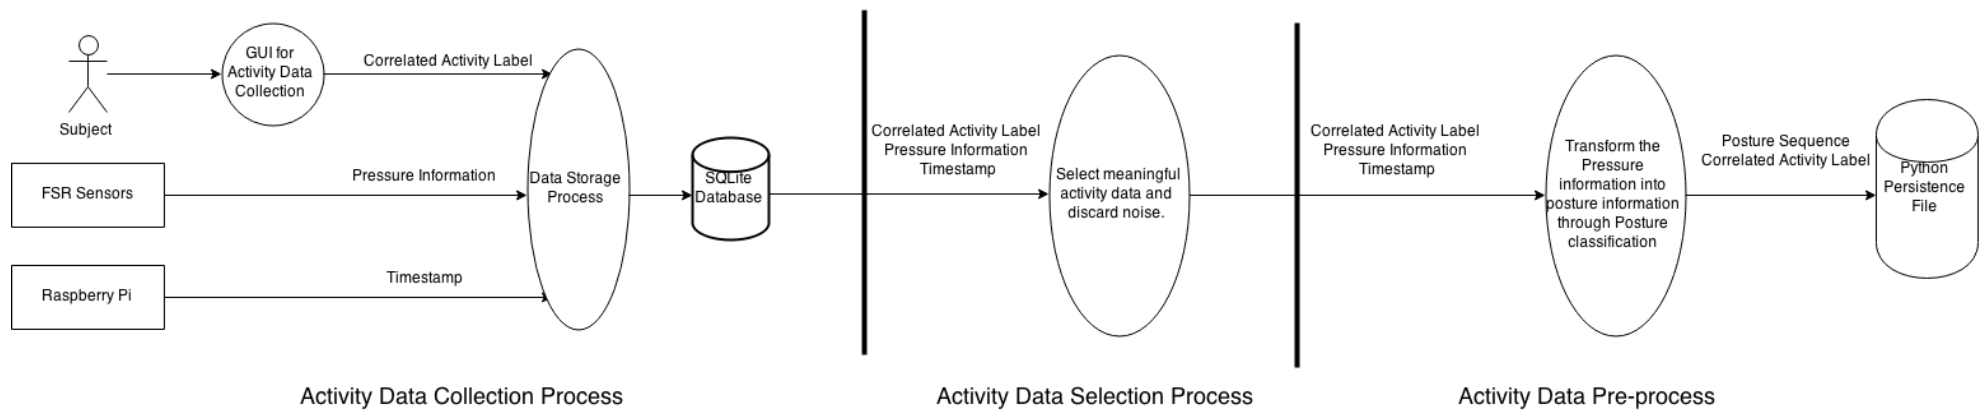 GUI for
Activity Data
Collection
Correlated Activity Label
Subject
FSR Sensors
Pressure Information
Raspberry Pi
Timestamp
Data Storage
Process
SQLite
Database
Correlated Activity Label
Pressure Information
Timestamp
Select meaningful
activity data and
discard noise.
Correlated Activity Label
Pressure Information
Timestamp
Transform the
Pressure
information into
posture information
through Posture
classification
Posture Sequence
Correlated Activity Label
Python
Persistence
File
Activity Data Collection Process
Activity Data Selection Process
Activity Data Pre-process